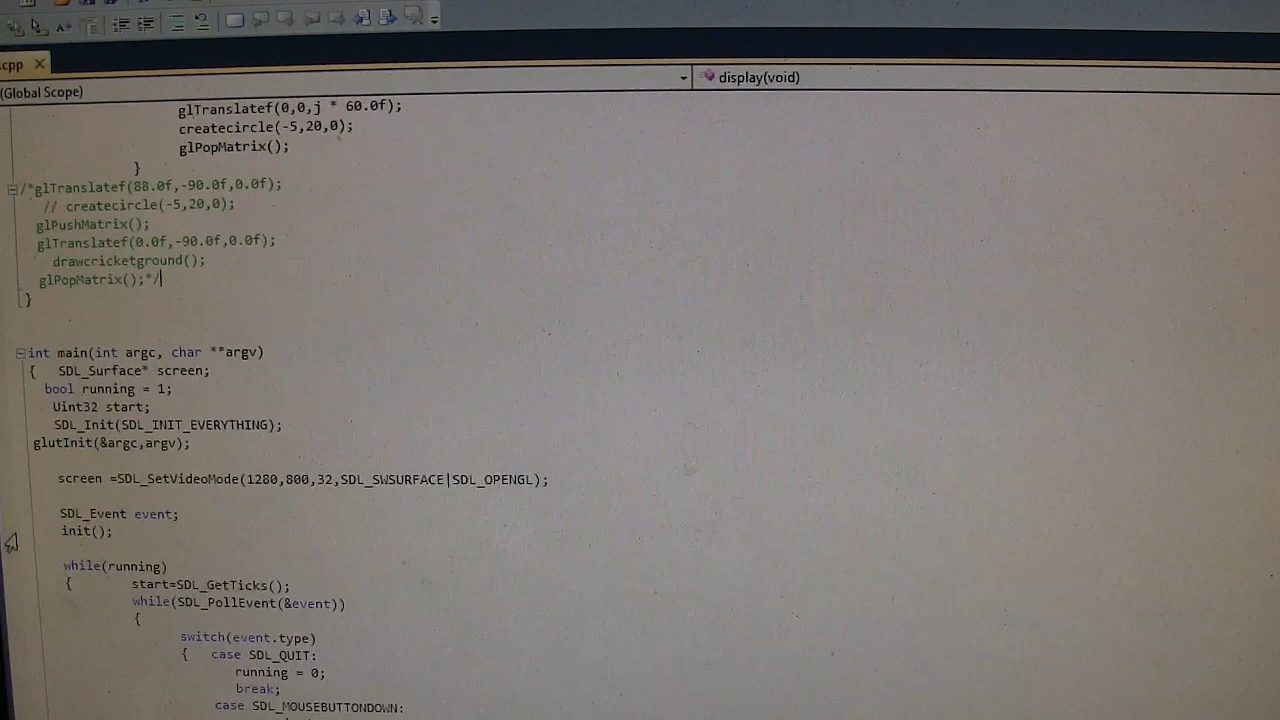 .cpp
(Global Scope)
display(void)
glTranslatef(0,0,j * 60.0f);
createcircle(-5,20,0);
glPopMatrix();
}
/*glTranslatef(88.0f,-90.0f,0.0f);
// createcircle(-5,20,0);
glPushMatrix();
glTranslatef(0.0f,-90.0f,0.0f);
drawcricketground();
glPopMatrix();*/
}
int main(int argc, char **argv)
{ SDL_Surface* screen;
bool running = 1;
Uint32 start;
SDL_Init(SDL_INIT_EVERYTHING);
glutInit(&argc,argv);
screen =SDL_SetVideoMode(1280,800,32,SDL_SWSURFACE|SDL_OPENGL);
SDL_Event event;
init();
while(running)
{ start=SDL_GetTicks();
while(SDL_PollEvent(&event))
{
switch(event.type)
{ case SDL_QUIT:
running = 0;
break;
case SDL_MOUSEBUTTONDOWN: